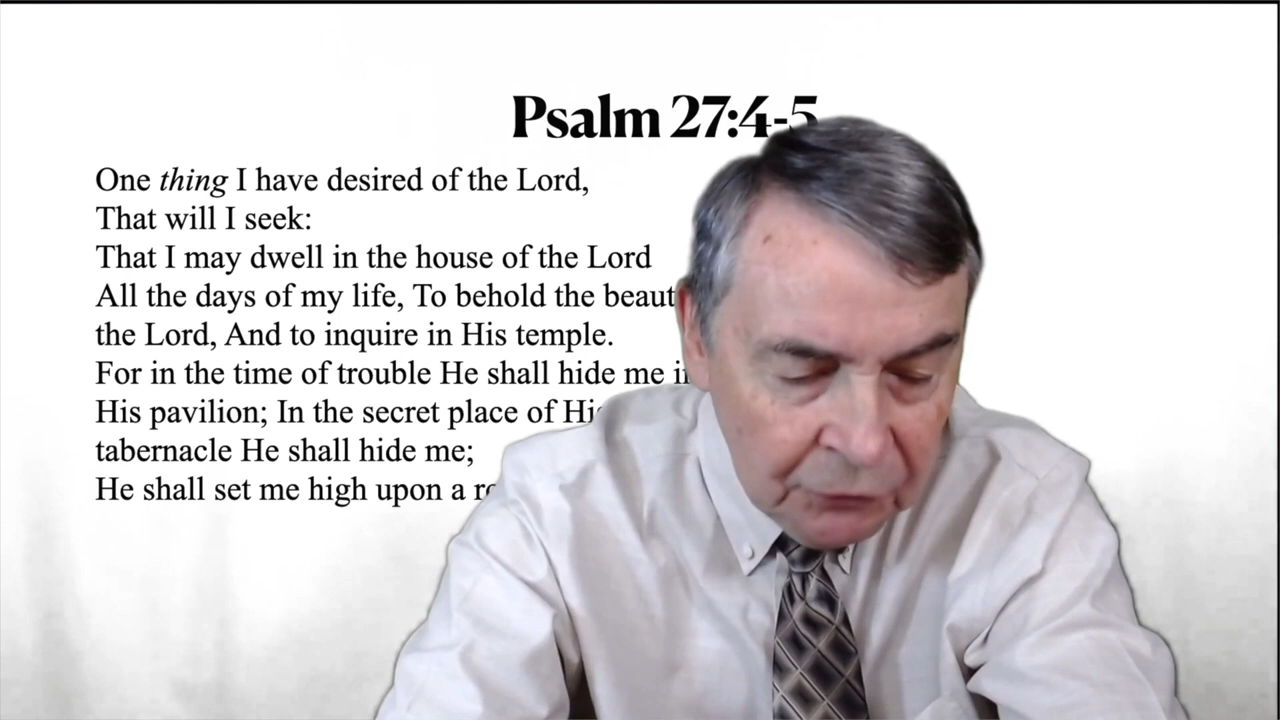 Psalm 27:4-5
One thing I have desired of the Lord,
That will I seek:
That I may dwell in the house of the Lord
All the days of my life, To behold the beaut
the Lord, And to inquire in His temple.
For in the time of trouble He shall hide me i
His pavilion; In the secret place of His
tabernacle He shall hide me;
He shall set me high upon a